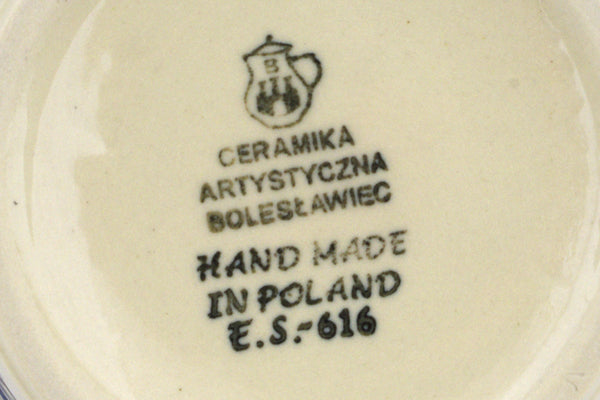 B
CERAMIKA
ARTYSTYCZNA
BOLESŁAWIEC
HAND MADE
IN POLAND
E.S.-616